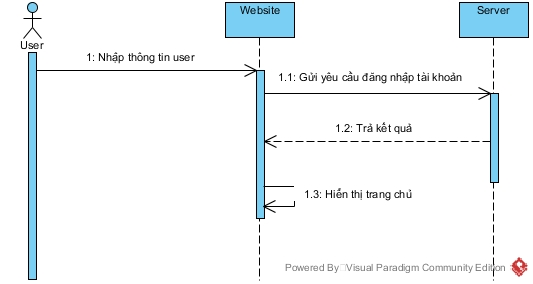 Website
Server
User
1: Nhập thông tin user
1.1: Gửi yêu cầu đăng nhập tài khoản
1.2: Trả kết quả
1.3: Hiển thị trang chủ
Powered By Visual Paradigm Community Edition